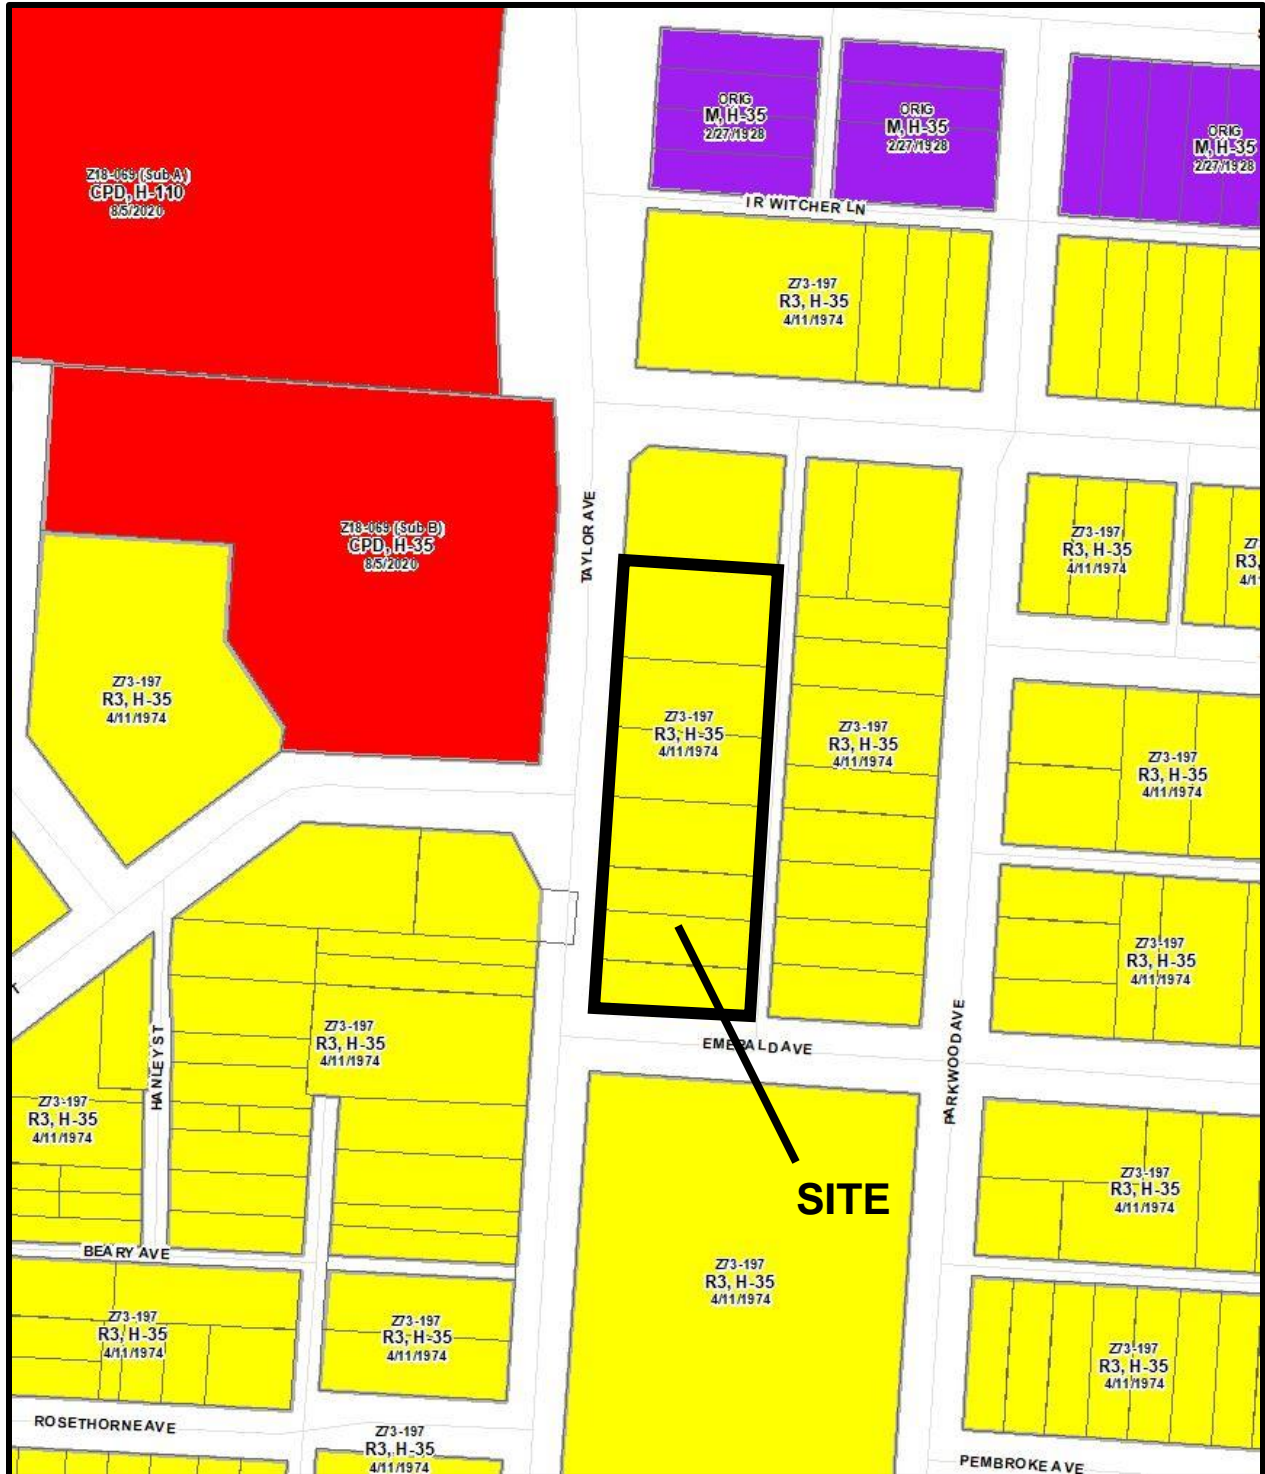 ORIG
M, H-35
2/27/1928
ORIG
M, H-35
2/27/1928
ORIG
M, H-35
2/27/1928
Z18-069 (Sub A)
CPD, H-110
8/5/2020
I R WITCHER LN
Z73-197
R3, H-35
4/11/1974
TAYLOR AVE
Z18-069 (Sub B)
CPD, H-35
8/5/2020
Z73-197
R3, H-35
4/11/1974
Z73-197
R3, H-35
4/11/1974
Z73-197
R3, H-35
4/11/1974
Z73-197
R3, H-35
4/11/1974
Z73-197
R3, H-35
4/11/1974
Z73-197
R3, H-35
4/11/1974
HANLEY ST
Z73-197
R3, H-35
4/11/1974
EMERALD AVE
PARKWOOD AVE
Z73-197
R3, H-35
4/11/1974
Z73-197
R3, H-35
4/11/1974
SITE
BEARY AVE
Z73-197
R3, H-35
4/11/1974
Z73-197
R3, H-35
4/11/1974
Z73-197
R3, H-35
4/11/1974
Z73-197
R3, H-35
4/11/1974
Z73-197
R3, H-35
4/11/1974
ROSETHORNE AVE
PEMBROKE AVE